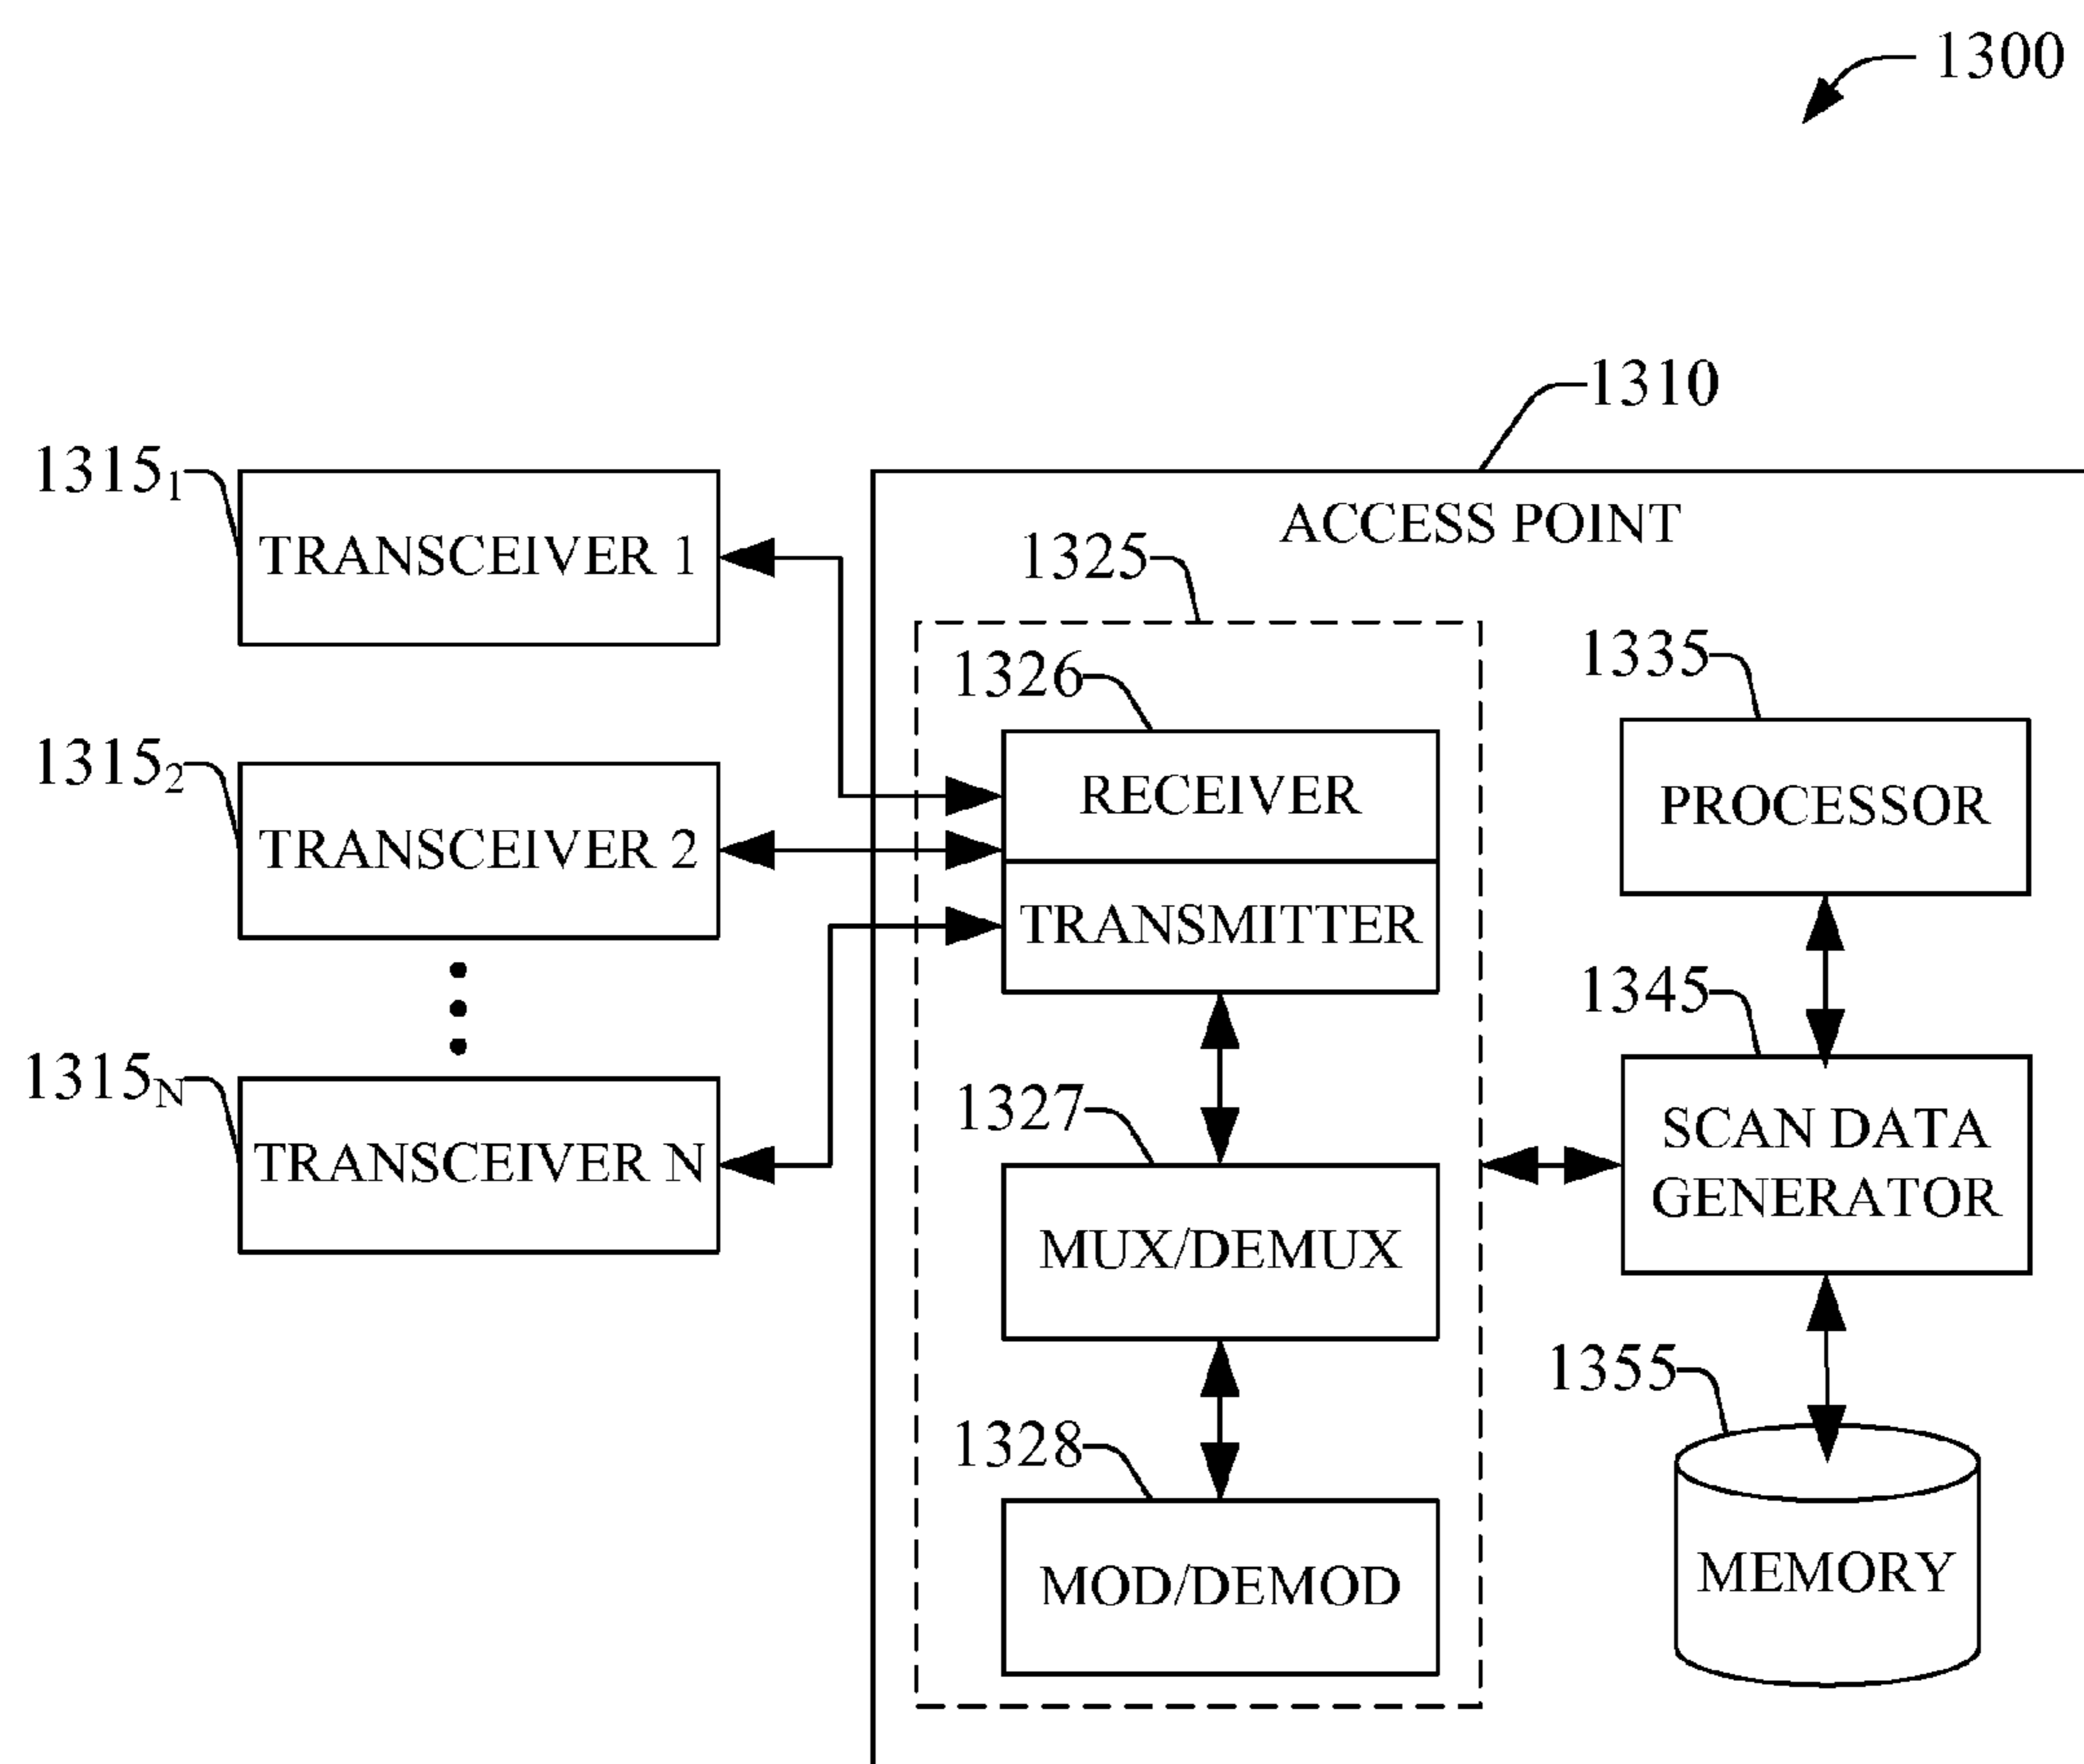 1300
1310
1315₁
TRANSCEIVER 1
ACCESS POINT
1325
1326
1335
RECEIVER
PROCESSOR
1315₂
TRANSCEIVER 2
TRANSMITTER
1345
1315N
TRANSCEIVER N
1327
SCAN DATA
GENERATOR
MUX/DEMUX
1355
1328
MEMORY
MOD/DEMOD